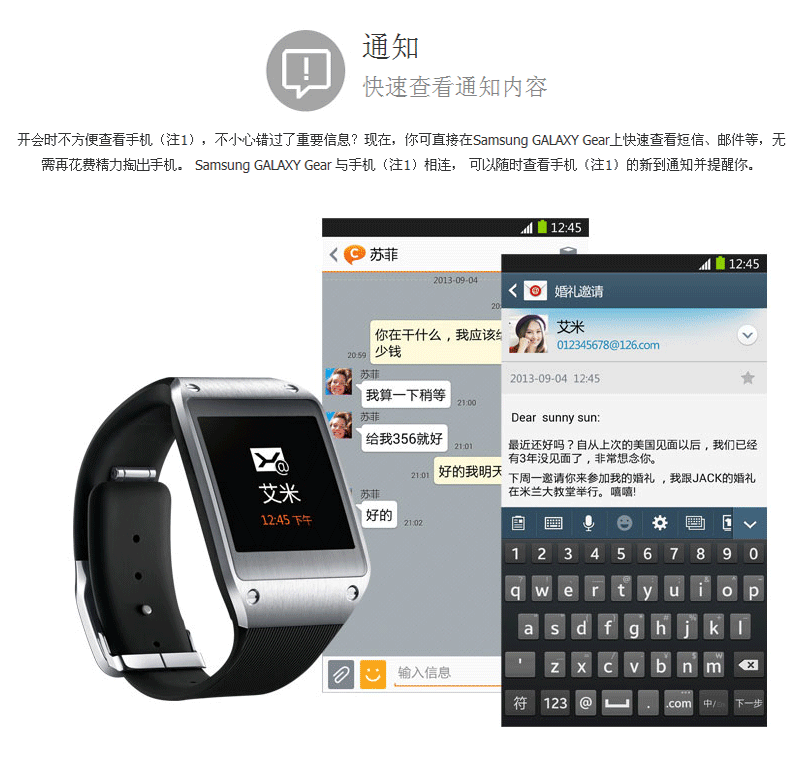 通知
快速查看通知内容
开会时不方便查看手机（注1），不小心错过了重要信息？现在，你可直接在Samsung GALAXY Gear上快速查看短信、邮件等，无
需再花费精力掏出手机。 Samsung GALAXY Gear 与手机（注1）相连， 可以随时查看手机（注1）的新到通知并提醒你。
艾米
12:45 下午
12:45
苏菲
2013-09-04
20:
你在干什么，我应该给
少钱
20:59
苏菲
我算一下稍等
21:00
苏菲
给我356就好
21:01
21:01
好的我明天
苏菲
好的
21:02
输入信息
12:45
婚礼邀请
艾米
012345678@126.com
2013-09-04 12:45
Dear sunny sun:
最近还好吗？自从上次的美国见面以后，我们已经
有3年没见面了，非常想念你。
下周一邀请你来参加我的婚礼 ，我跟JACK的婚礼
在米兰大教堂举行。嘻嘻!
1 2 3 4 5 6 7 8 9 0
q w e r t y u i o p
a s d f g h j k l
' z x c v b n m
符 123 @ . .com 中/ 下一步